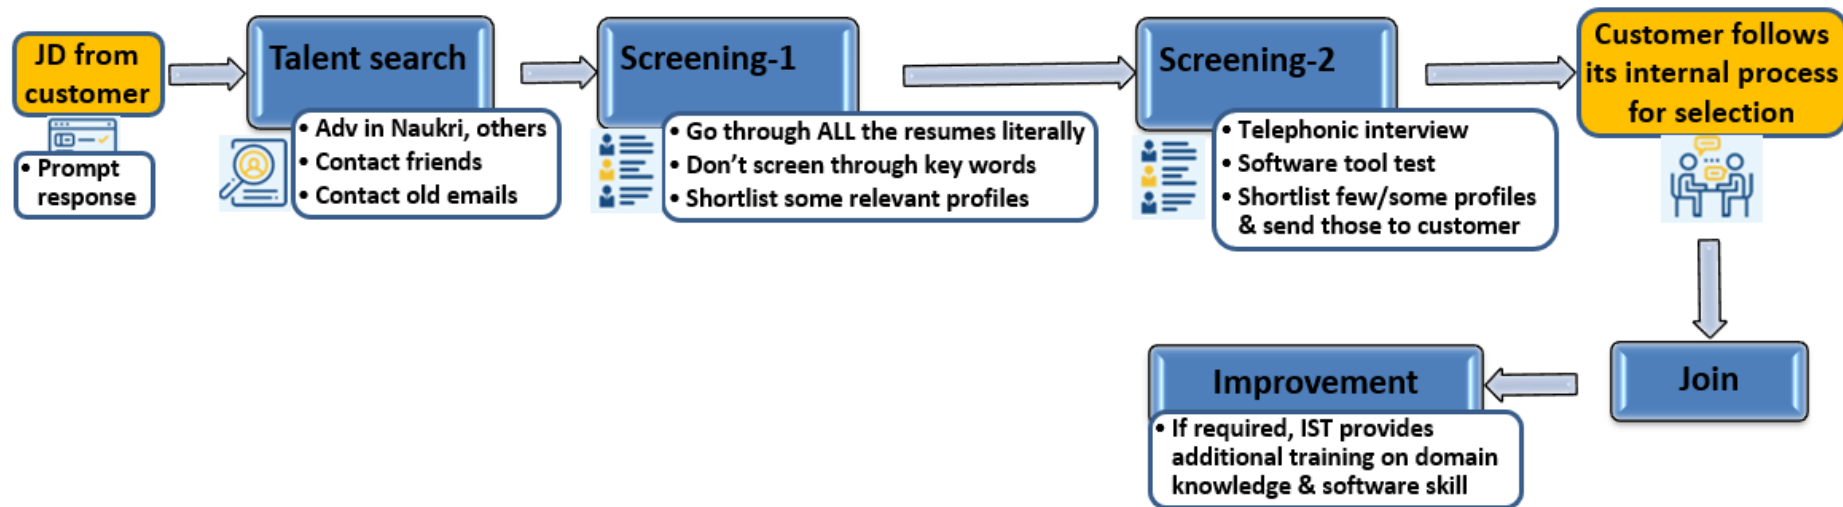 JD from
customer
• Prompt
response
Talent search
• Adv in Naukri, others
• Contact friends
• Contact old emails
Screening-1
• Go through ALL the resumes literally
• Don't screen through key words
• Shortlist some relevant profiles
Screening-2
• Telephonic interview
• Software tool test
• Shortlist few/some profiles
& send those to customer
Customer follows
its internal process
for selection
Join
Improvement
• If required, IST provides
additional training on domain
knowledge & software skill